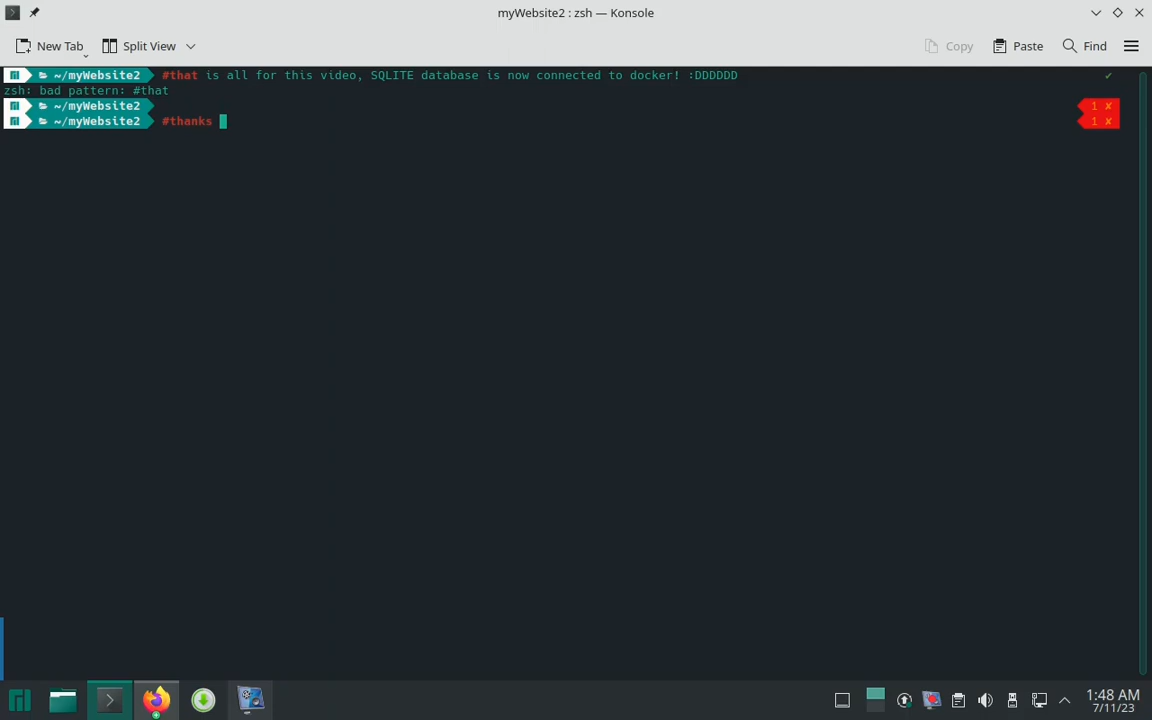 myWebsite2 : zsh — Konsole
New Tab Split View Copy Paste Find
~/myWebsite2 #that is all for this video, SQLITE database is now connected to docker! :DDDDDD ✔
zsh: bad pattern: #that
~/myWebsite2 1 ✘
~/myWebsite2 #thanks 1 ✘
1:48 AM
7/11/23